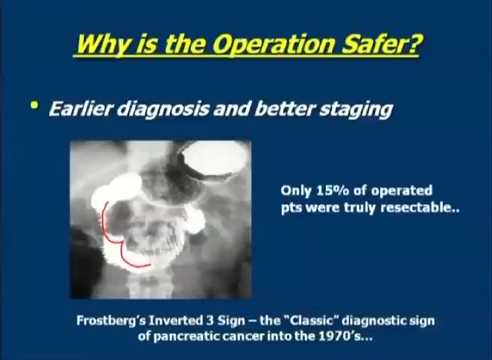 Why is the Operation Safer?
• Earlier diagnosis and better staging
Only 15% of operated
pts were truly resectable..
Frostberg's Inverted 3 Sign – the "Classic" diagnostic sign
of pancreatic cancer into the 1970's...